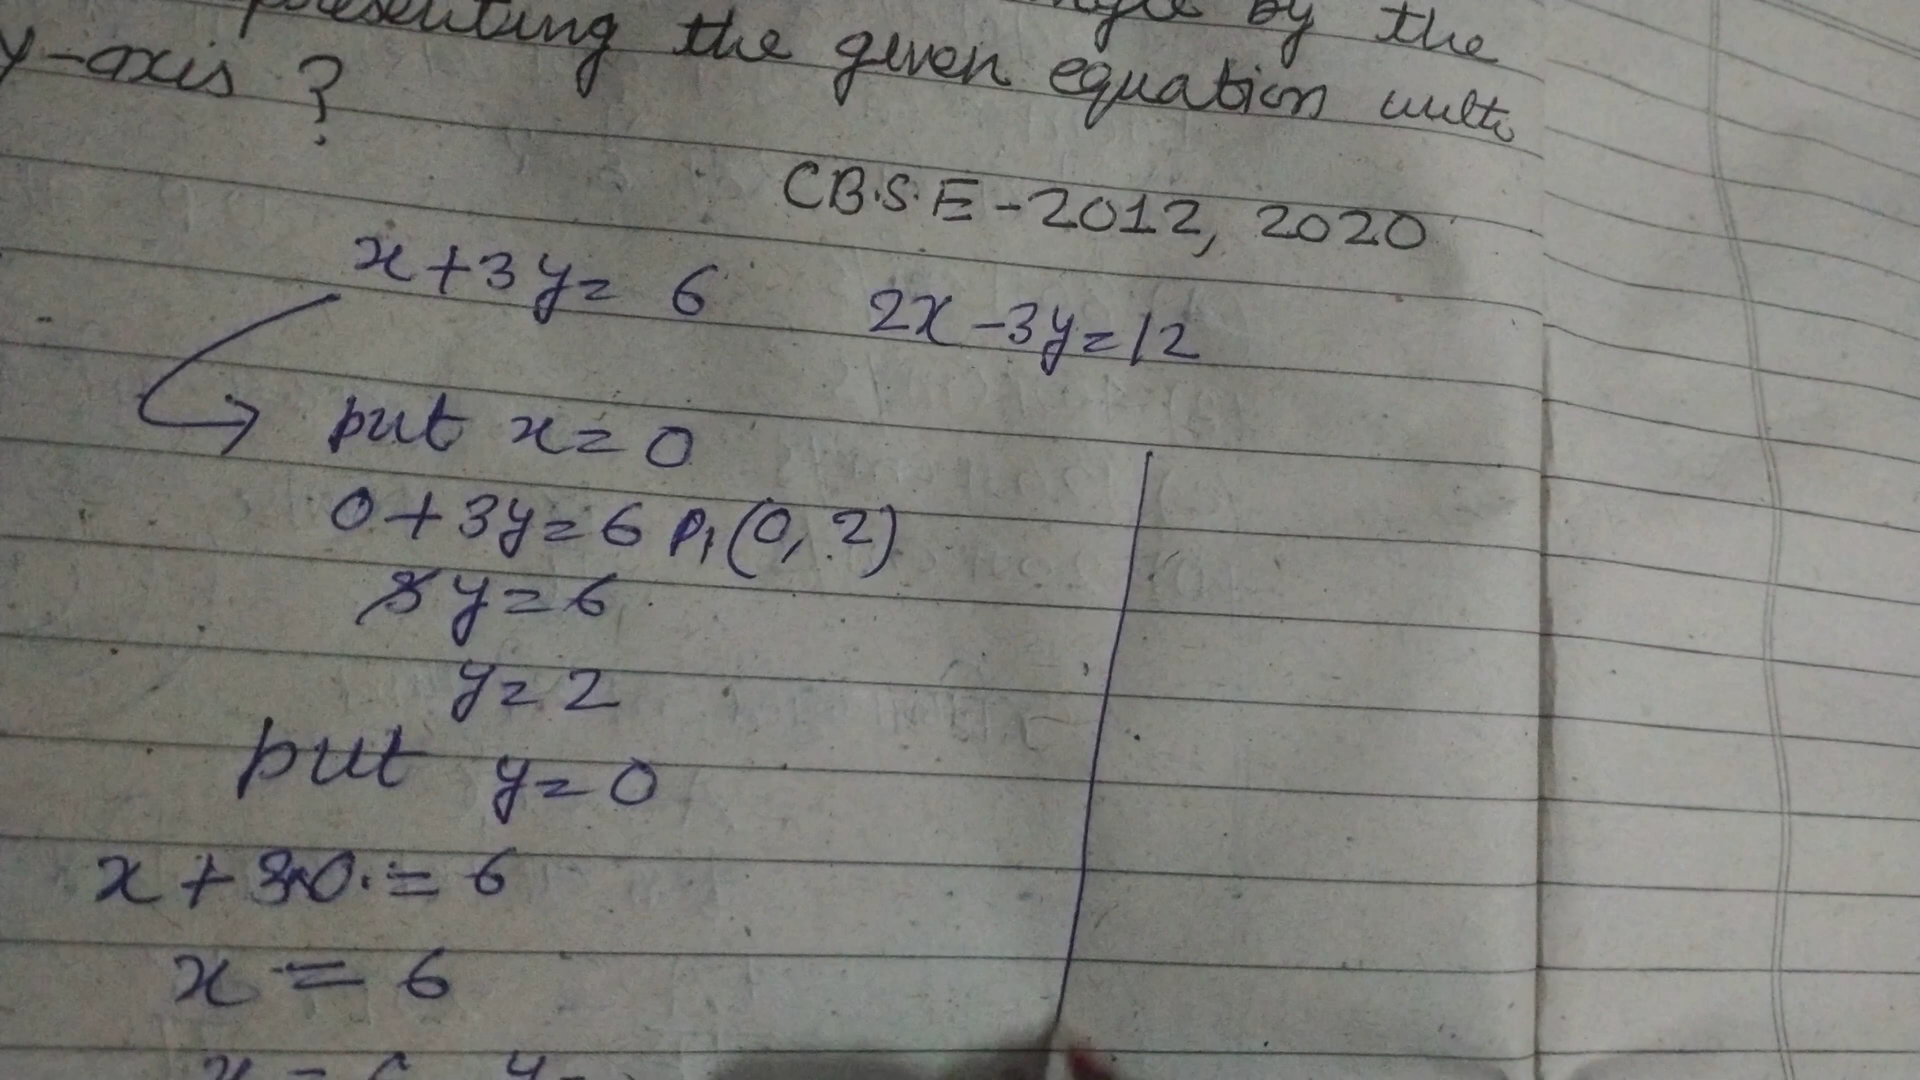 the given equation with
by the
y-axis ?
C.B.S.E - 2012, 2020
x + 3y = 6 2x - 3y = 12
put x = 0
0 + 3y = 6 P1 (0, 2)
3y = 6
y = 2
put y = 0
x + 3×0 = 6
x = 6